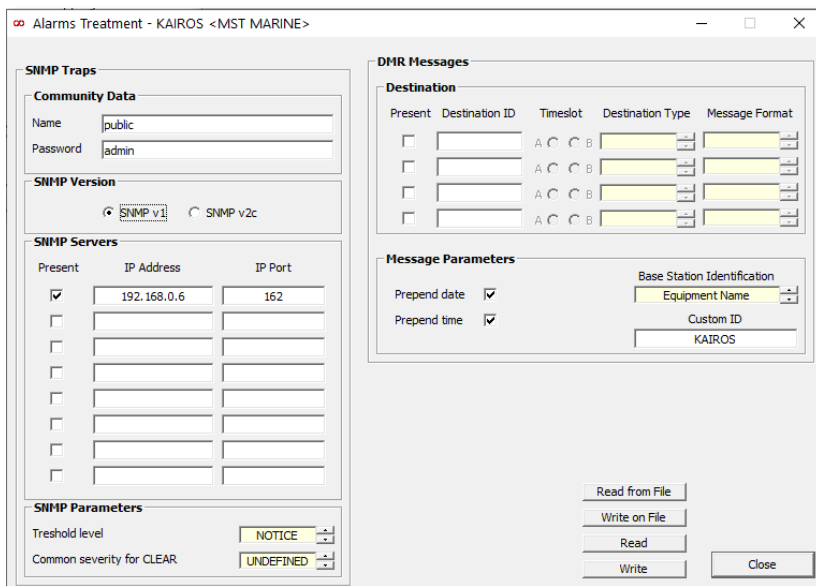 Alarms Treatment - KAIROS <MST MARINE>
SNMP Traps
Community Data
Name public
Password admin
SNMP Version
SNMP v1 SNMP v2c
SNMP Servers
Present IP Address IP Port
192.168.0.6 162
SNMP Parameters
Treshold level NOTICE
Common severity for CLEAR UNDEFINED
DMR Messages
Destination
Present Destination ID Timeslot Destination Type Message Format
A B
A B
A B
A B
Message Parameters
Base Station Identification
Prepend date Equipment Name
Prepend time Custom ID
KAIROS
Read from File
Write on File
Read
Write
Close